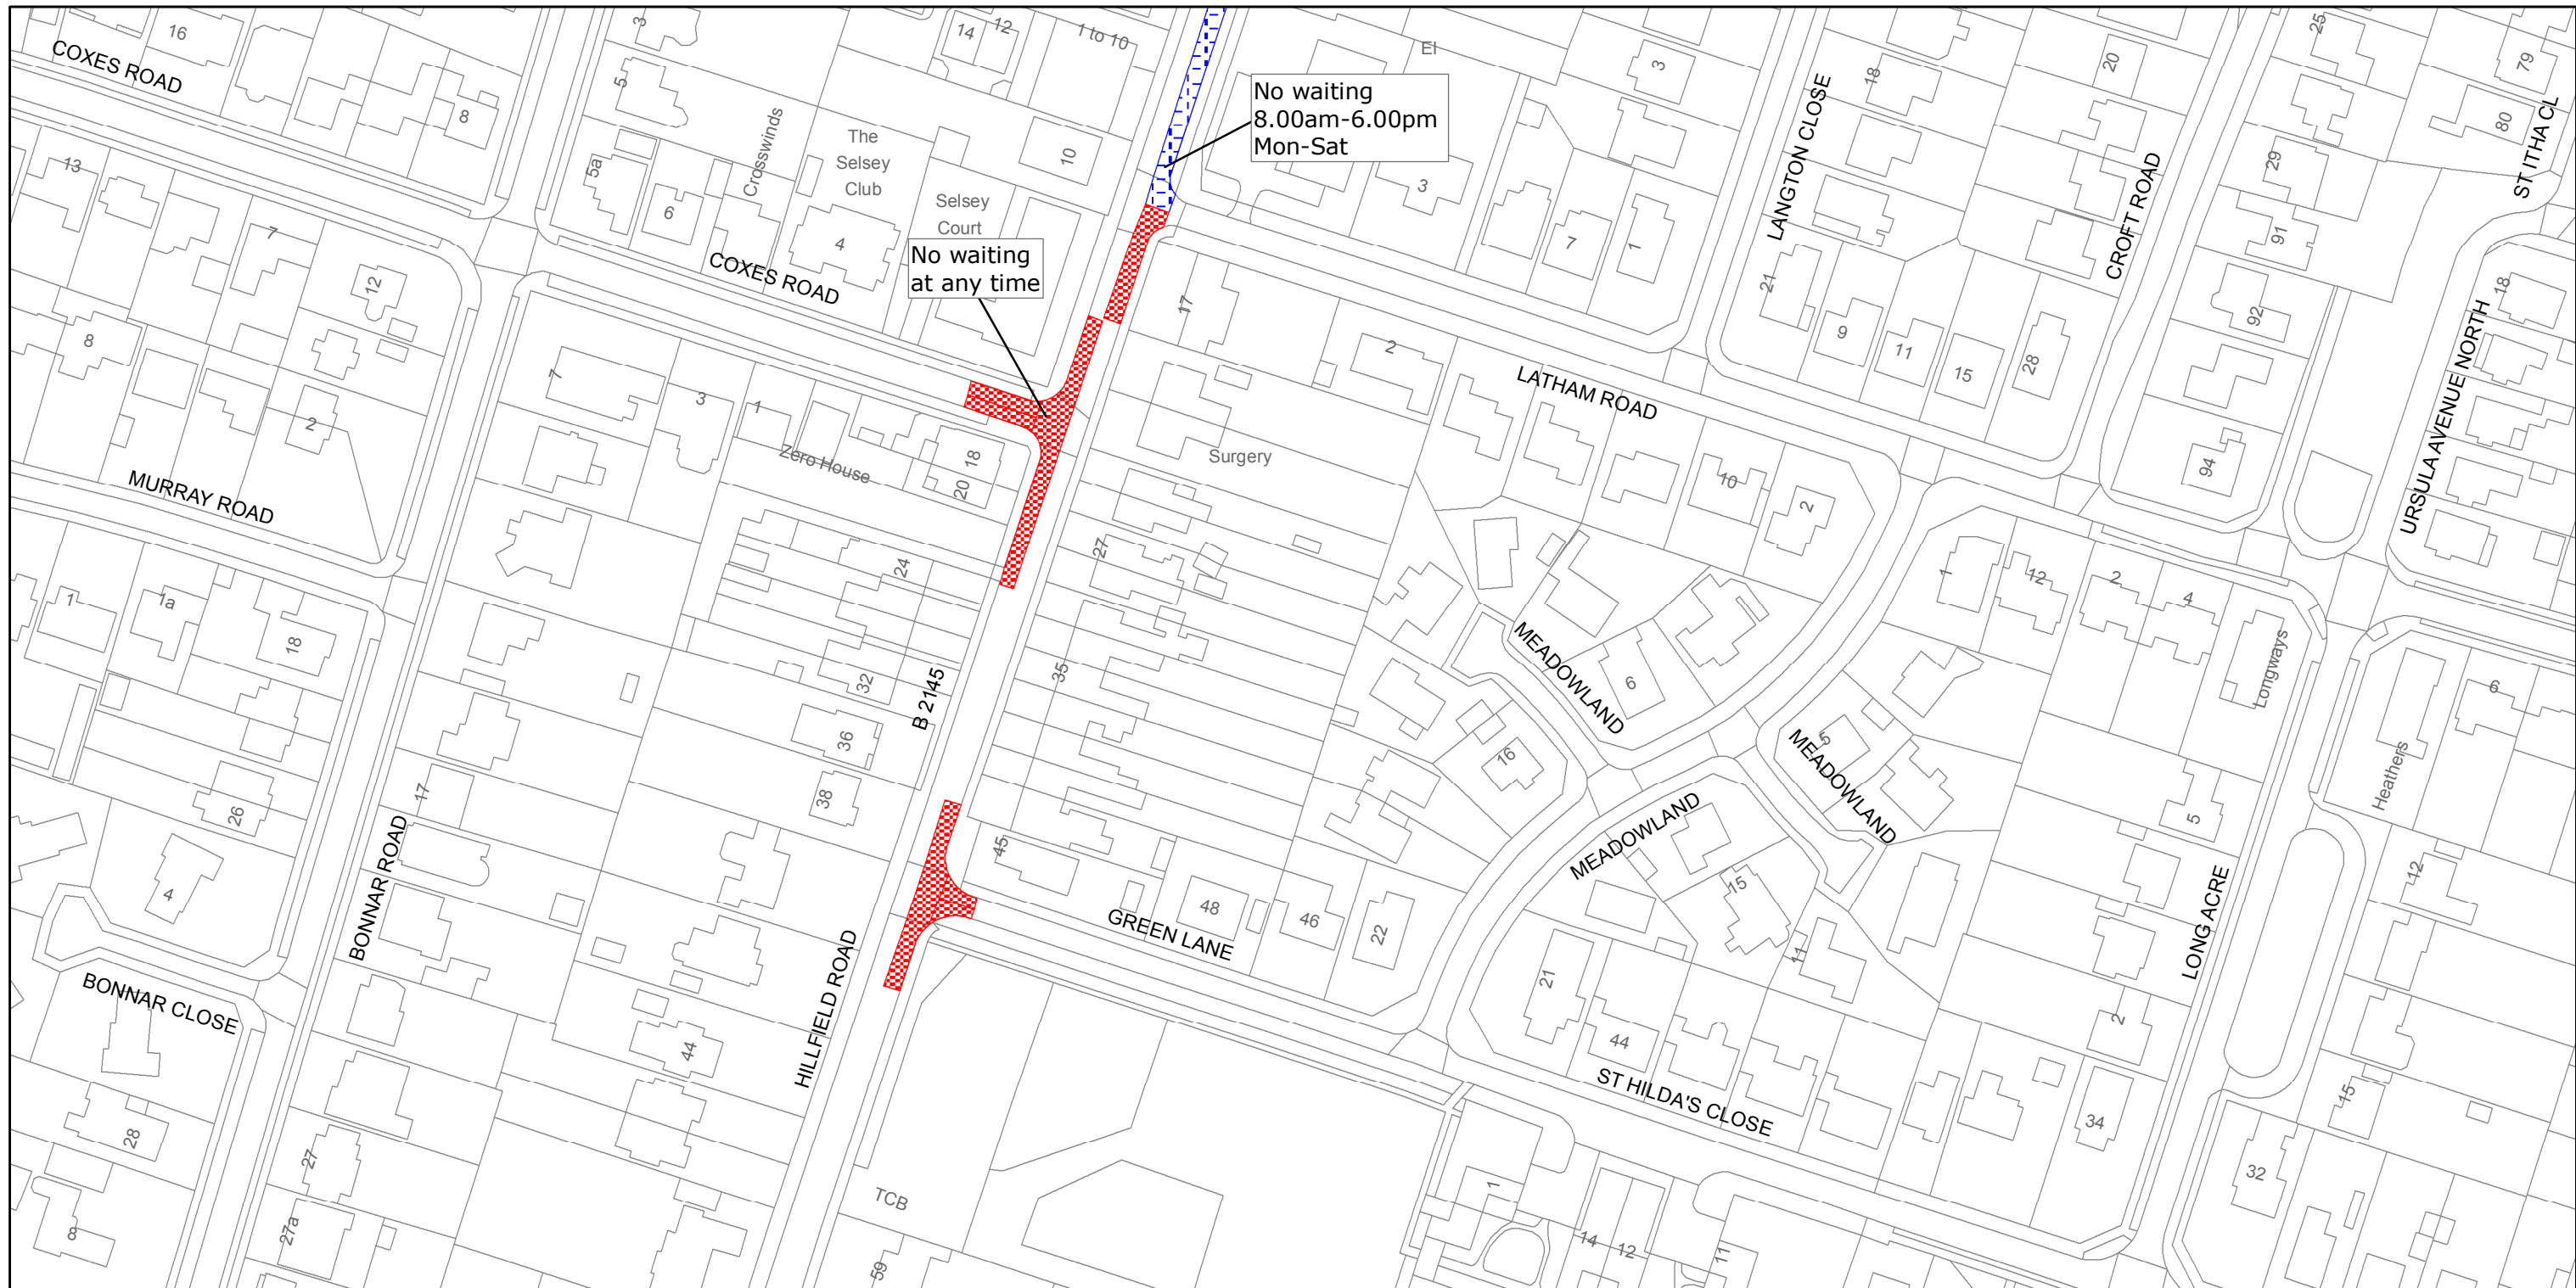 COXES ROAD
16
8
3
5
5a
6
Crosswinds
The
Selsey
Club
4
14
12
1 to 10
10
Selsey
Court
No waiting
8.00am-6.00pm
Mon-Sat
El
3
3
7
1
LANGTON CLOSE
18
20
CROFT ROAD
25
79
80
ST ITHA CL
29
91
92
18
13
7
12
8
2
COXES ROAD
No waiting
at any time
17
2
21
9
11
15
28
LATHAM ROAD
94
URSULA AVENUE NORTH
7
3
1
Zero House
18
20
Surgery
10
2
MURRAY ROAD
1
1a
18
24
27
32
35
B 2145
36
38
MEADOWLAND
6
16
MEADOWLAND
5
1
12
2
4
Longways
6
Heathers
5
12
26
17
4
BONNAR ROAD
45
48
46
22
GREEN LANE
MEADOWLAND
15
11
21
44
LONG ACRE
2
BONNAR CLOSE
HILLFIELD ROAD
44
ST HILDA'S CLOSE
34
15
32
28
27
27a
8
TCB
59
1
14
12
11